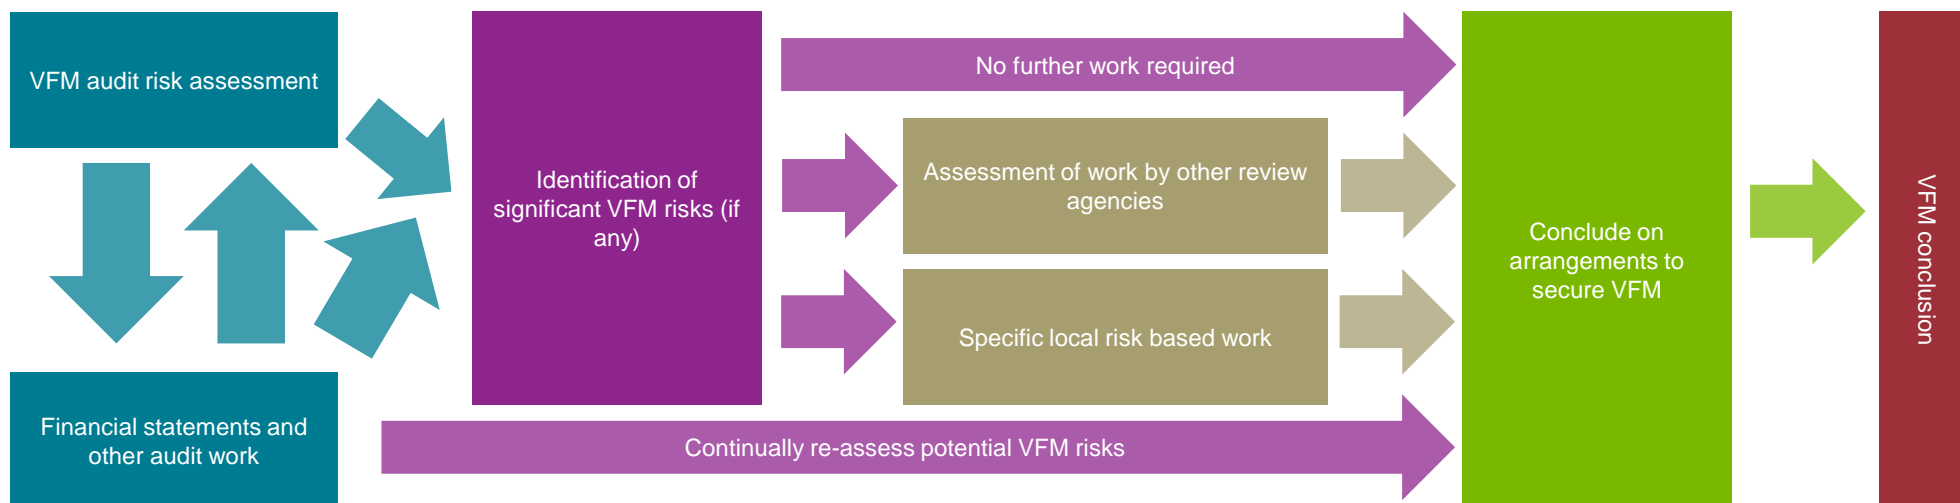 VFM audit risk assessment
Financial statements and
other audit work
Identification of
significant VFM risks (if
any)
No further work required
Assessment of work by other review
agencies
Specific local risk based work
Continually re-assess potential VFM risks
Conclude on
arrangements to
secure VFM
VFM conclusion